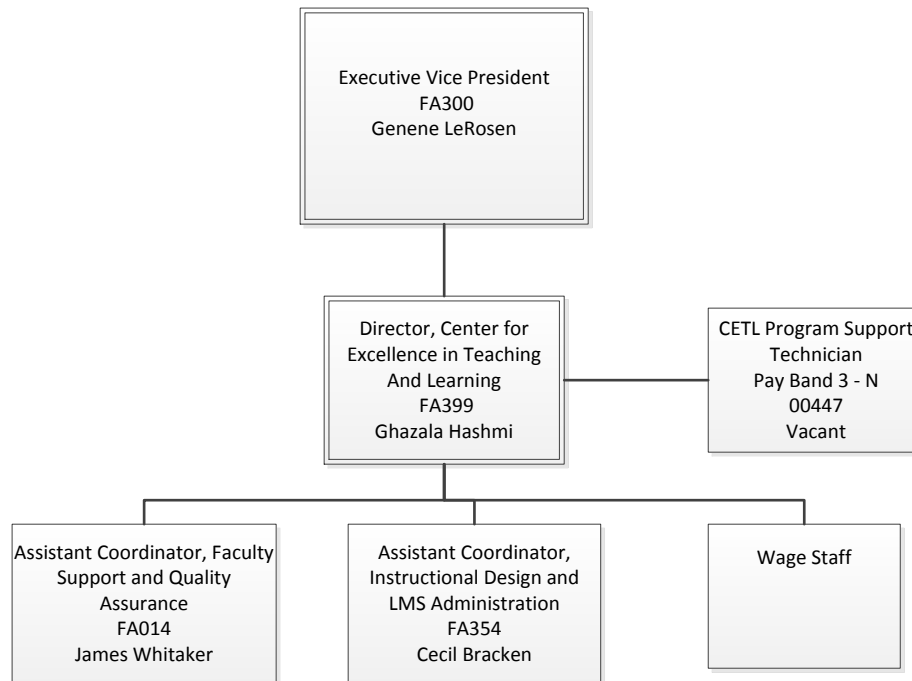 Executive Vice President
FA300
Genene LeRosen
Director, Center for
Excellence in Teaching
And Learning
FA399
Ghazala Hashmi
CETL Program Support
Technician
Pay Band 3 - N
00447
Vacant
Assistant Coordinator, Faculty
Support and Quality
Assurance
FA014
James Whitaker
Assistant Coordinator,
Instructional Design and
LMS Administration
FA354
Cecil Bracken
Wage Staff